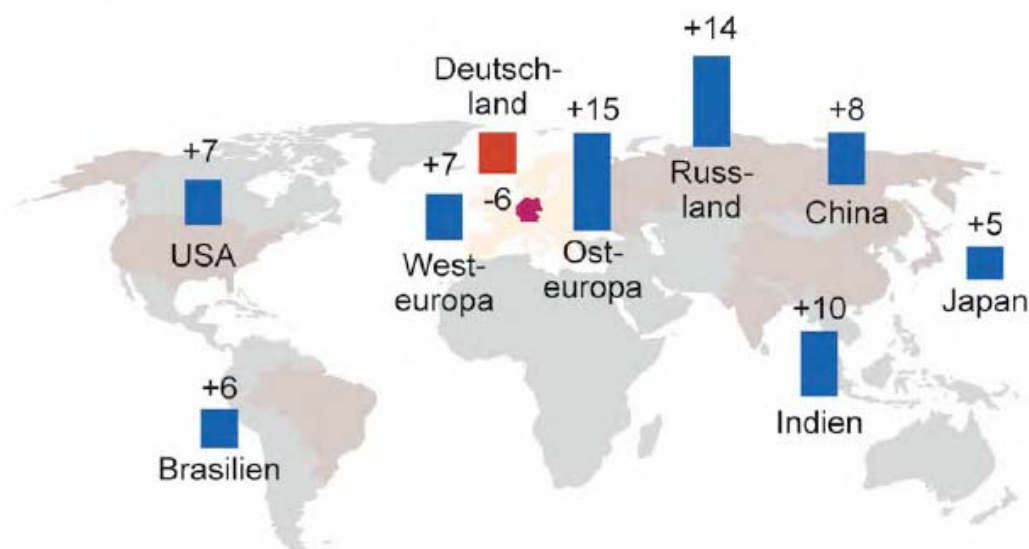 +14
Deutsch-
land
+15
+8
+7
+7
-6
Russ-
land
China
+5
USA
West-
europa
Ost-
europa
Japan
+10
+6
Indien
Brasilien